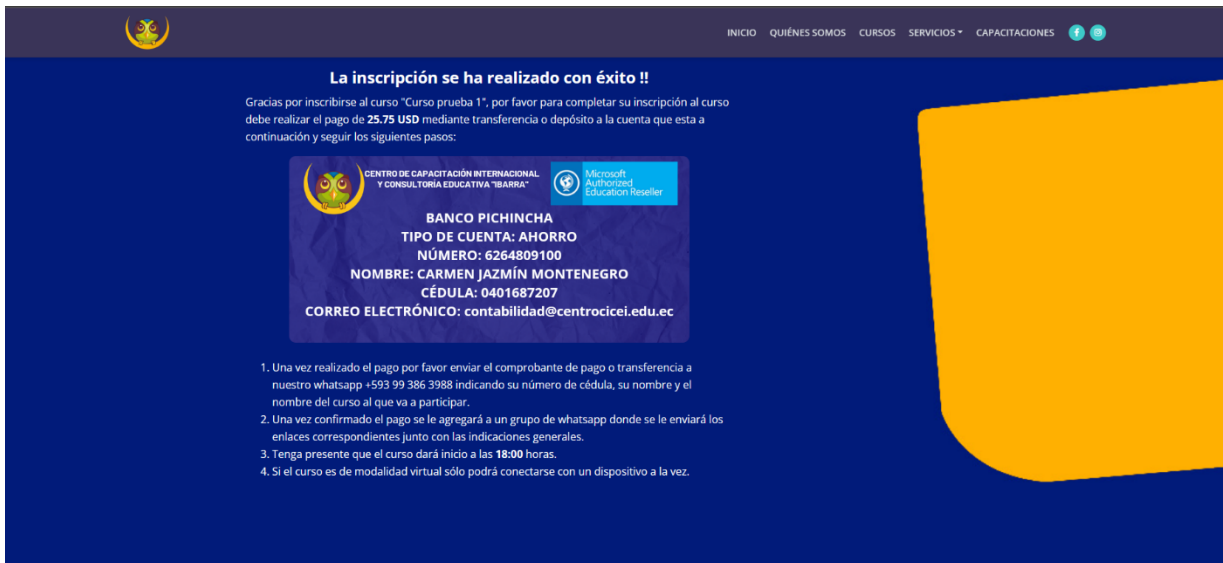 INICIO QUIÉNES SOMOS CURSOS SERVICIOS CAPACITACIONES
La inscripción se ha realizado con éxito !!
Gracias por inscribirse al curso "Curso prueba 1", por favor para completar su inscripción al curso
debe realizar el pago de 25.75 USD mediante transferencia o depósito a la cuenta que esta a
continuación y seguir los siguientes pasos:
CENTRO DE CAPACITACIÓN INTERNACIONAL
Y CONSULTORÍA EDUCATIVA "IBARRA"
Microsoft
Authorized
Education Reseller
BANCO PICHINCHA
TIPO DE CUENTA: AHORRO
NÚMERO: 6264809100
NOMBRE: CARMEN JAZMÍN MONTENEGRO
CÉDULA: 0401687207
CORREO ELECTRÓNICO: contabilidad@centrocicei.edu.ec
1. Una vez realizado el pago por favor enviar el comprobante de pago o transferencia a
nuestro whatsapp +593 99 386 3988 indicando su número de cédula, su nombre y el
nombre del curso al que va a participar.
2. Una vez confirmado el pago se le agregará a un grupo de whatsapp donde se le enviará los
enlaces correspondientes junto con las indicaciones generales.
3. Tenga presente que el curso dará inicio a las 18:00 horas.
4. Si el curso es de modalidad virtual sólo podrá conectarse con un dispositivo a la vez.